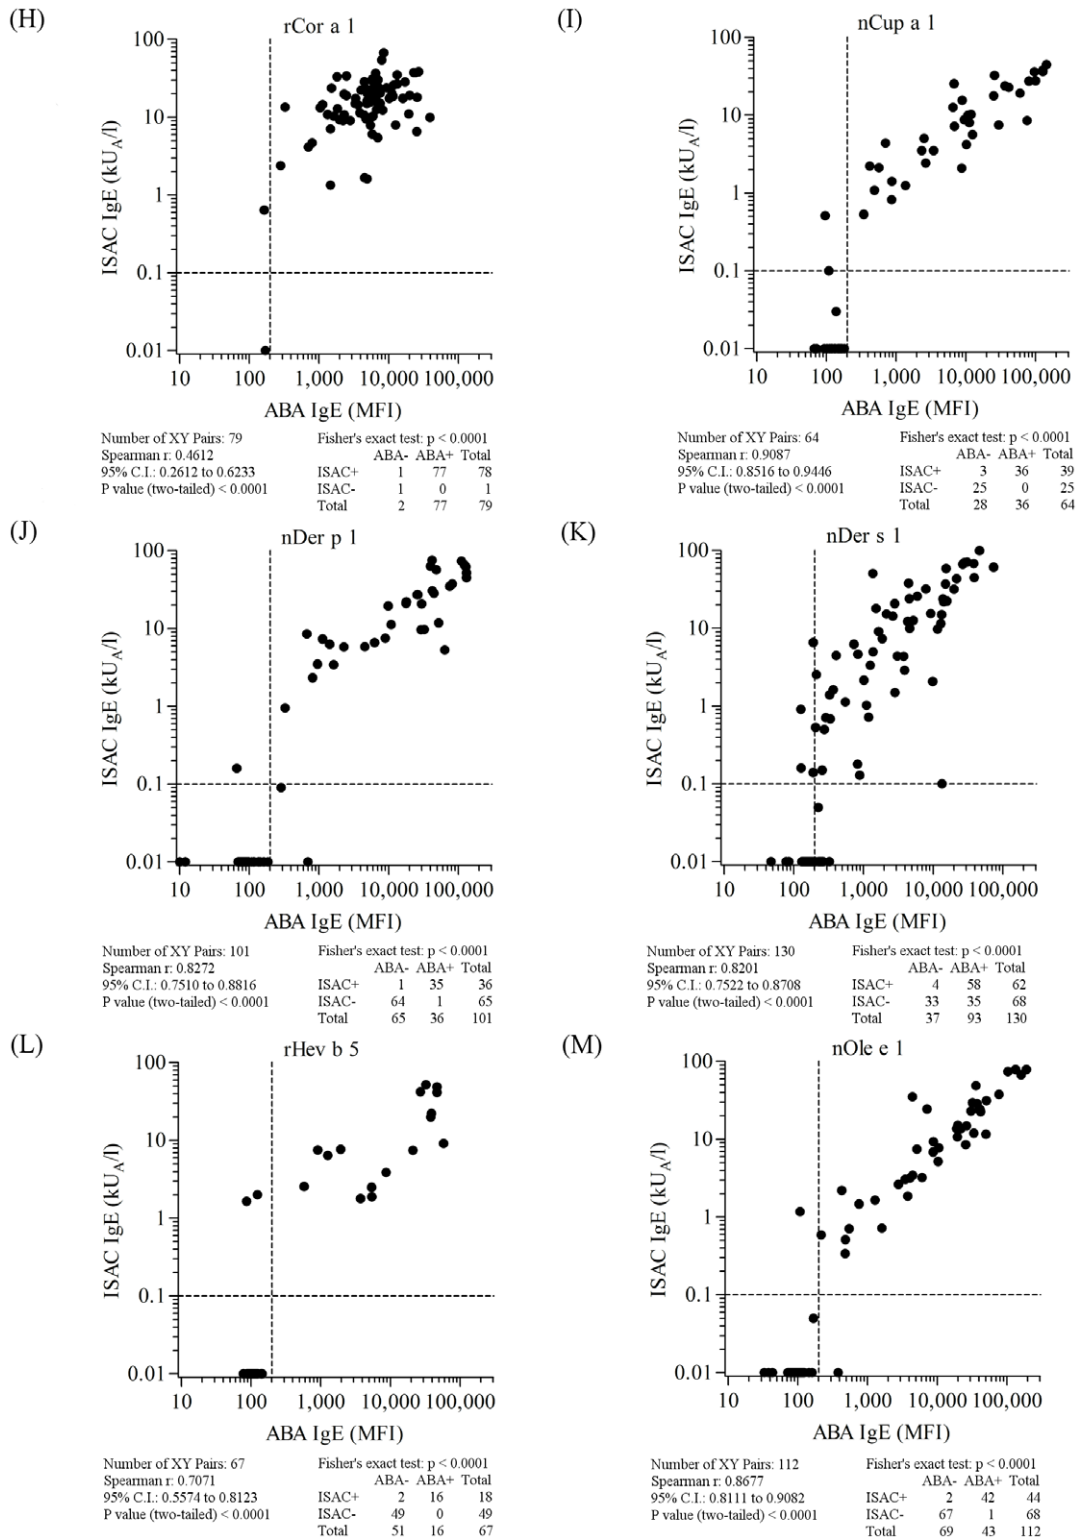 (H)
rCor a 1
100
10
1
0.1
0.01
ISAC IgE (kUA/l)
10 100 1,000 10,000 100,000
ABA IgE (MFI)
Number of XY Pairs: 79
Spearman r: 0.4612
95% C.I.: 0.2612 to 0.6233
P value (two-tailed) < 0.0001
Fisher's exact test: p < 0.0001
ABA- ABA+ Total
ISAC+ 1 77 78
ISAC- 1 0 1
Total 2 77 79
(I)
nCup a 1
100
10
1
0.1
0.01
ISAC IgE (kUA/l)
10 100 1,000 10,000 100,000
ABA IgE (MFI)
Number of XY Pairs: 64
Spearman r: 0.9087
95% C.I.: 0.8516 to 0.9446
P value (two-tailed) < 0.0001
Fisher's exact test: p < 0.0001
ABA- ABA+ Total
ISAC+ 3 36 39
ISAC- 25 0 25
Total 28 36 64
(J)
nDer p 1
100
10
1
0.1
0.01
ISAC IgE (kUA/l)
10 100 1,000 10,000 100,000
ABA IgE (MFI)
Number of XY Pairs: 101
Spearman r: 0.8272
95% C.I.: 0.7510 to 0.8816
P value (two-tailed) < 0.0001
Fisher's exact test: p < 0.0001
ABA- ABA+ Total
ISAC+ 1 35 36
ISAC- 64 1 65
Total 65 36 101
(K)
nDer s 1
100
10
1
0.1
0.01
ISAC IgE (kUA/l)
10 100 1,000 10,000 100,000
ABA IgE (MFI)
Number of XY Pairs: 130
Spearman r: 0.8201
95% C.I.: 0.7522 to 0.8708
P value (two-tailed) < 0.0001
Fisher's exact test: p < 0.0001
ABA- ABA+ Total
ISAC+ 4 58 62
ISAC- 33 35 68
Total 37 93 130
(L)
rHev b 5
100
10
1
0.1
0.01
ISAC IgE (kUA/l)
10 100 1,000 10,000 100,000
ABA IgE (MFI)
Number of XY Pairs: 67
Spearman r: 0.7071
95% C.I.: 0.5574 to 0.8123
P value (two-tailed) < 0.0001
Fisher's exact test: p < 0.0001
ABA- ABA+ Total
ISAC+ 2 16 18
ISAC- 49 0 49
Total 51 16 67
(M)
nOle e 1
100
10
1
0.1
0.01
ISAC IgE (kUA/l)
10 100 1,000 10,000 100,000
ABA IgE (MFI)
Number of XY Pairs: 112
Spearman r: 0.8677
95% C.I.: 0.8111 to 0.9082
P value (two-tailed) < 0.0001
Fisher's exact test: p < 0.0001
ABA- ABA+ Total
ISAC+ 2 42 44
ISAC- 67 1 68
Total 69 43 112